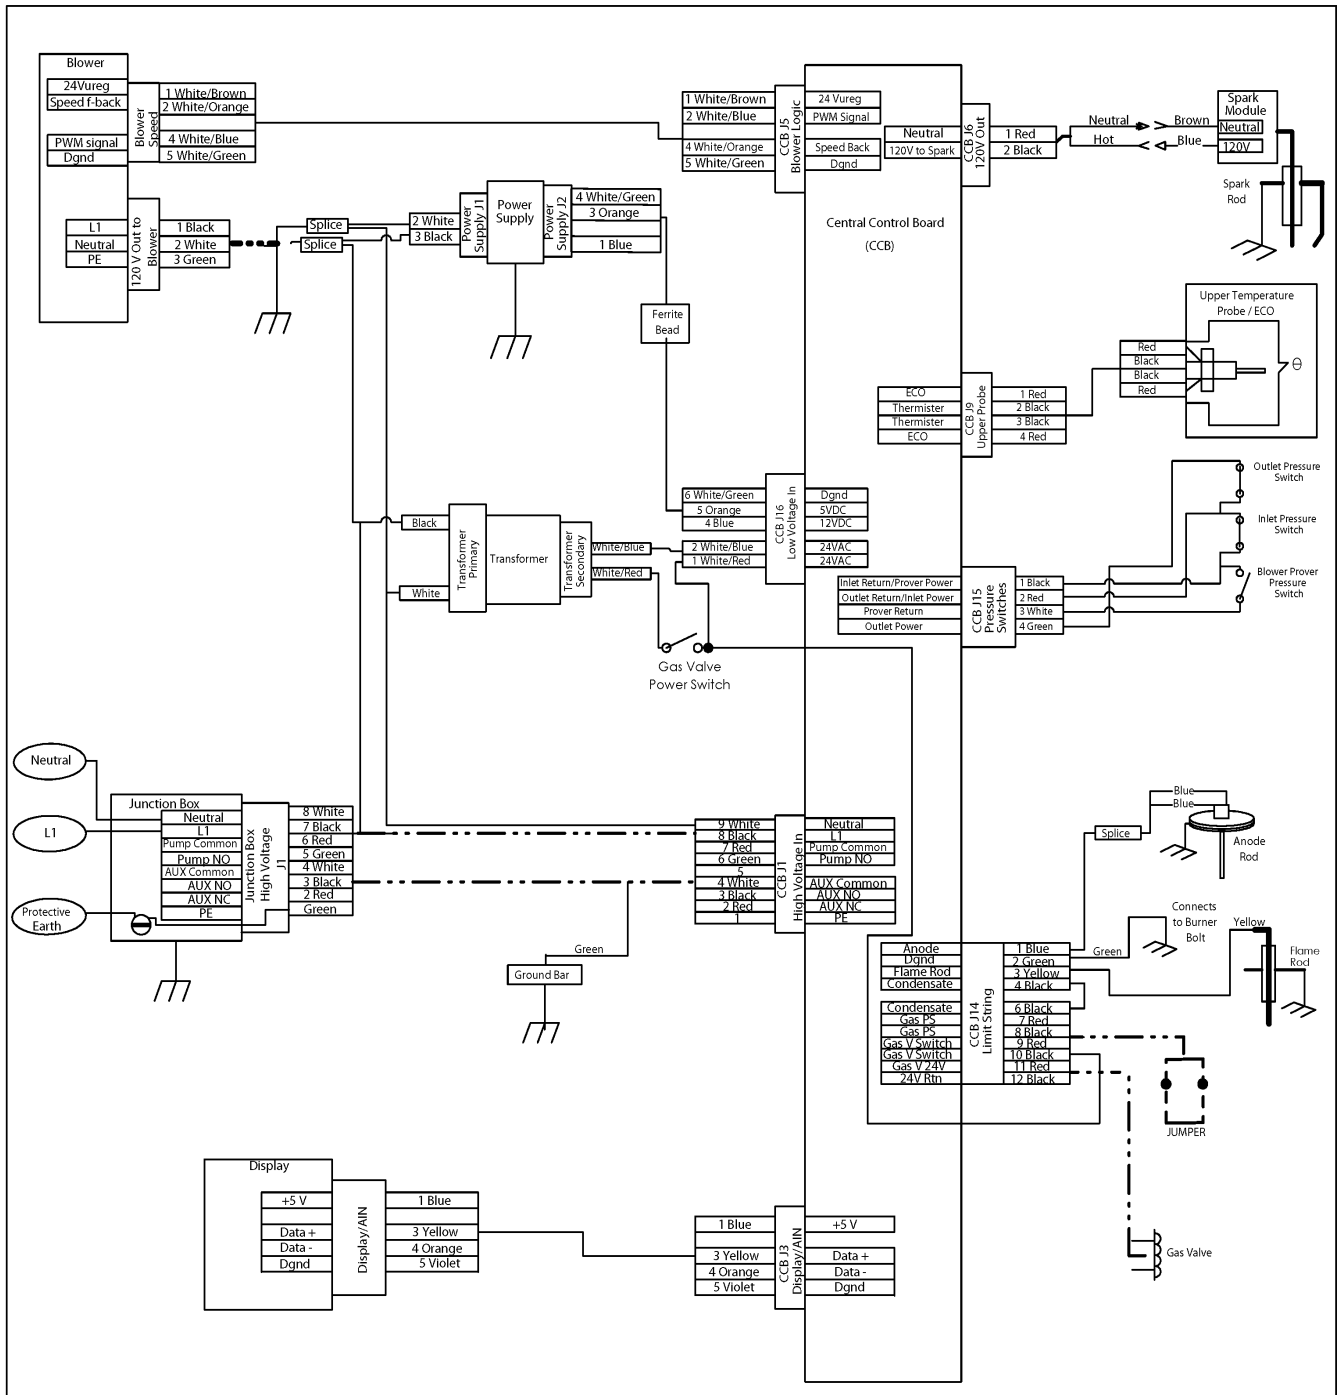 Blower
24Vureg
Speed f-back
PWM signal
Dgnd
Blower
Speed
1 White/Brown
2 White/Orange
4 White/Blue
5 White/Green
L1
Neutral
PE
120 V Out to
Blower
1 Black
2 White
3 Green
Splice
Splice
2 White
3 Black
Power
Supply J1
Power
Supply
Power
Supply J2
4 White/Green
3 Orange
1 Blue
Ferrite
Bead
1 White/Brown
2 White/Blue
4 White/Orange
5 White/Green
CCB J5
Blower Logic
24 Vureg
PWM Signal
Speed Back
Dgnd
Central Control Board
(CCB)
Neutral
120V to Spark
CCB J6
120V Out
1 Red
2 Black
Neutral
Hot
Brown
Blue
Spark
Module
Neutral
120V
Spark
Rod
Upper Temperature
Probe / ECO
Red
Black
Black
Red
θ
ECO
Thermister
Thermister
ECO
CCB J9
Upper Probe
1 Red
2 Black
3 Black
4 Red
Outlet Pressure
Switch
Inlet Pressure
Switch
Blower Prover
Pressure
Switch
6 White/Green
5 Orange
4 Blue
2 White/Blue
1 White/Red
CCB J16
Low Voltage In
Dgnd
5VDC
12VDC
24VAC
24VAC
Black
White
Transformer
Primary
Transformer
Transformer
Secondary
White/Blue
White/Red
Inlet Return/Prover Power
Outlet Return/Inlet Power
Prover Return
Outlet Power
CCB J15
Pressure
Switches
1 Black
2 Red
3 White
4 Green
Gas Valve
Power Switch
Neutral
L1
Protective
Earth
Junction Box
Neutral
L1
Pump Common
Pump NO
AUX Common
AUX NO
AUX NC
PE
Junction Box
High Voltage
J1
8 White
7 Black
6 Red
5 Green
4 White
3 Black
2 Red
Green
9 White
8 Black
7 Red
6 Green
5
4 White
3 Black
2 Red
1
CCB J1
High Voltage In
Neutral
L1
Pump Common
Pump NO
AUX Common
AUX NO
AUX NC
PE
Green
Ground Bar
Blue
Blue
Splice
Anode
Rod
Connects
to Burner
Bolt
Green
Yellow
Flame
Rod
Anode
Dgnd
Flame Rod
Condensate
Condensate
Gas PS
Gas PS
Gas V Switch
Gas V Switch
Gas V 24V
24V Rtn
CCB J14
Limit String
1 Blue
2 Green
3 Yellow
4 Black
6 Black
7 Red
8 Black
9 Red
10 Black
11 Red
12 Black
JUMPER
Gas Valve
Display
+5 V
Data +
Data -
Dgnd
Display/AIN
1 Blue
3 Yellow
4 Orange
5 Violet
1 Blue
3 Yellow
4 Orange
5 Violet
CCB J3
Display/AIN
+5 V
Data +
Data -
Dgnd